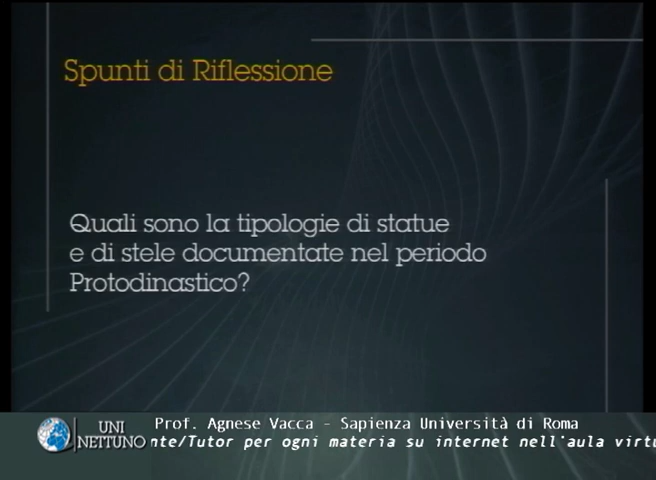 Spunti di Riflessione
Quali sono la tipologie di statue
e di stele documentate nel periodo
Protodinastico?
UNI
NETTUNO
Prof. Agnese Vacca - Sapienza Università di Roma
nte/Tutor per ogni materia su internet nell'aula virtu